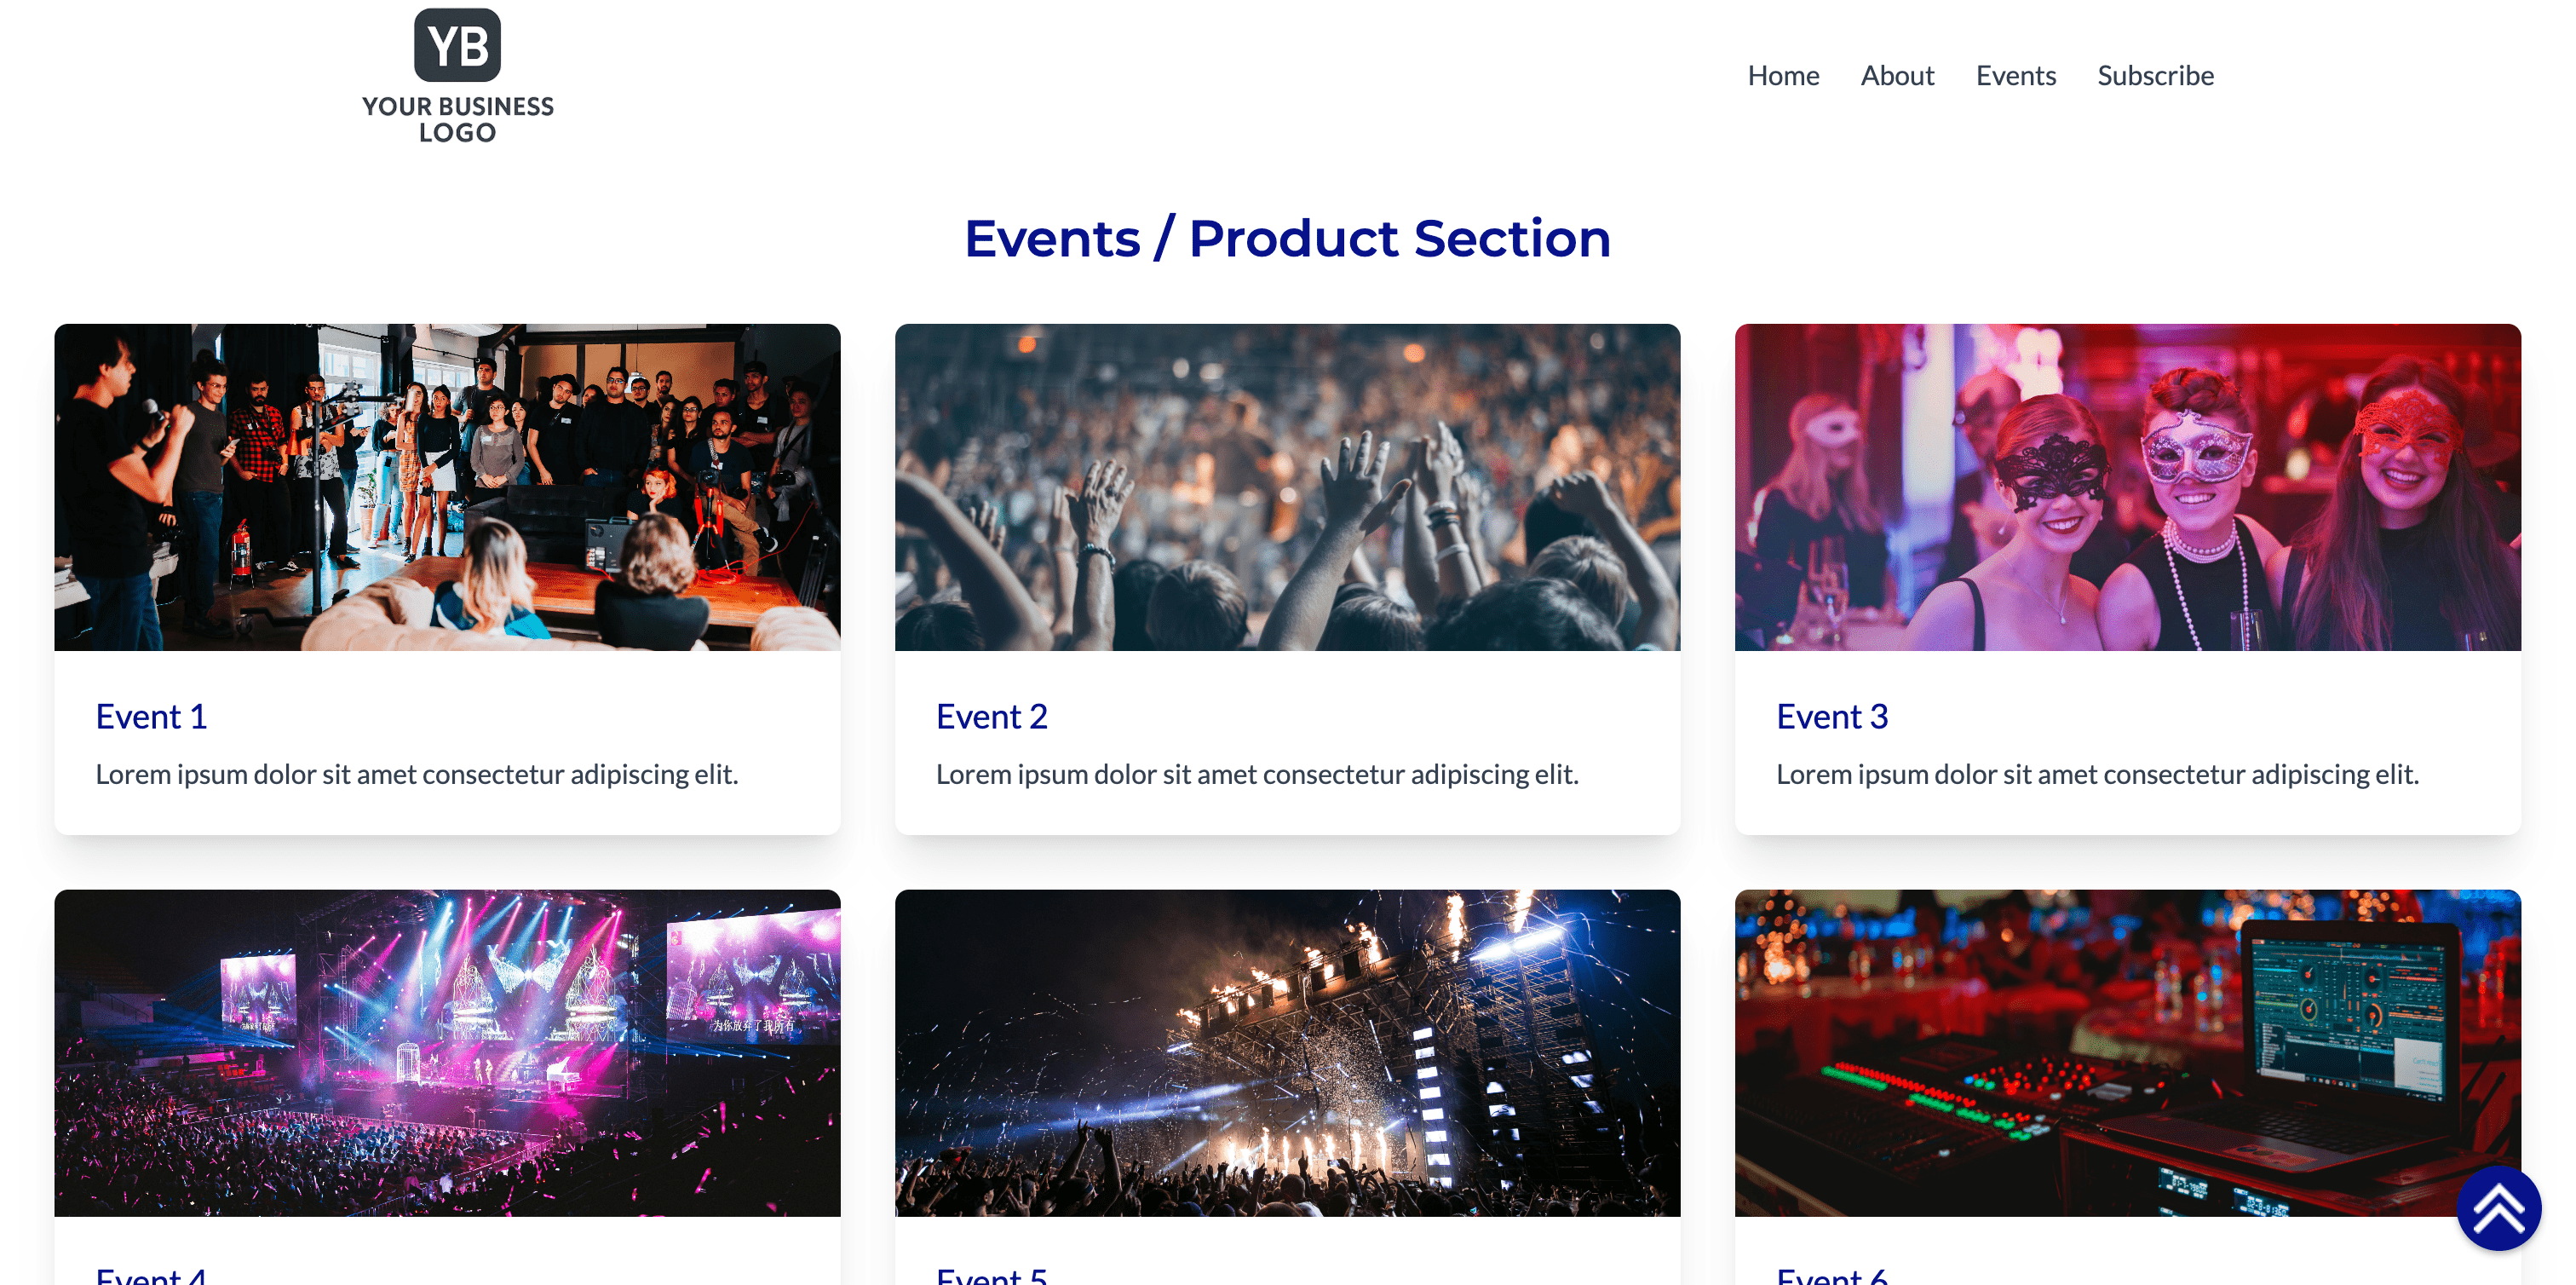 YB
YOUR BUSINESS
LOGO
Home About Events Subscribe
Events / Product Section
Event 1
Lorem ipsum dolor sit amet consectetur adipiscing elit.
Event 2
Lorem ipsum dolor sit amet consectetur adipiscing elit.
Event 3
Lorem ipsum dolor sit amet consectetur adipiscing elit.
为你放弃了我所有
Event 4
Event 5
Event 6